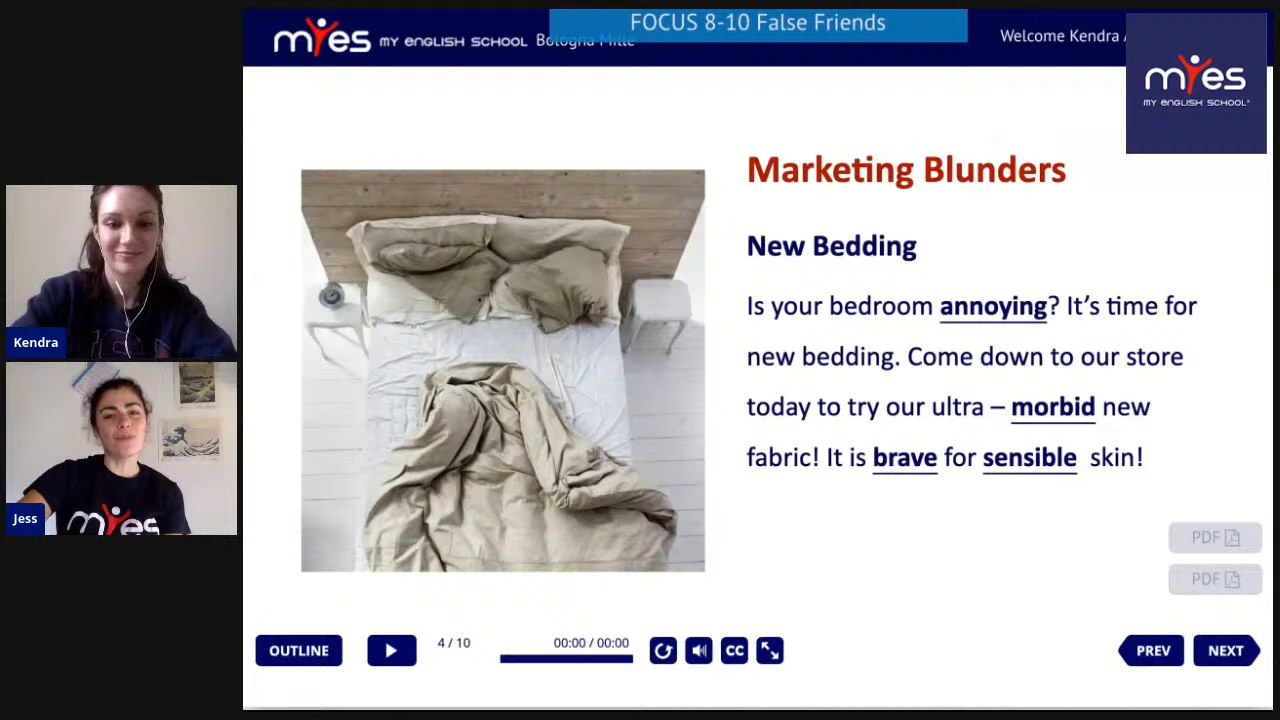 FOCUS 8-10 False Friends
mYes MY ENGLISH SCHOOL Bologna Mille
Welcome Kendra A
mYes
MY ENGLISH SCHOOL®
Marketing Blunders
New Bedding
Is your bedroom annoying? It's time for
new bedding. Come down to our store
today to try our ultra – morbid new
fabric! It is brave for sensible skin!
Kendra
mYes
Jess
PDF
PDF
OUTLINE
4 / 10
00:00 / 00:00
CC
PREV
NEXT